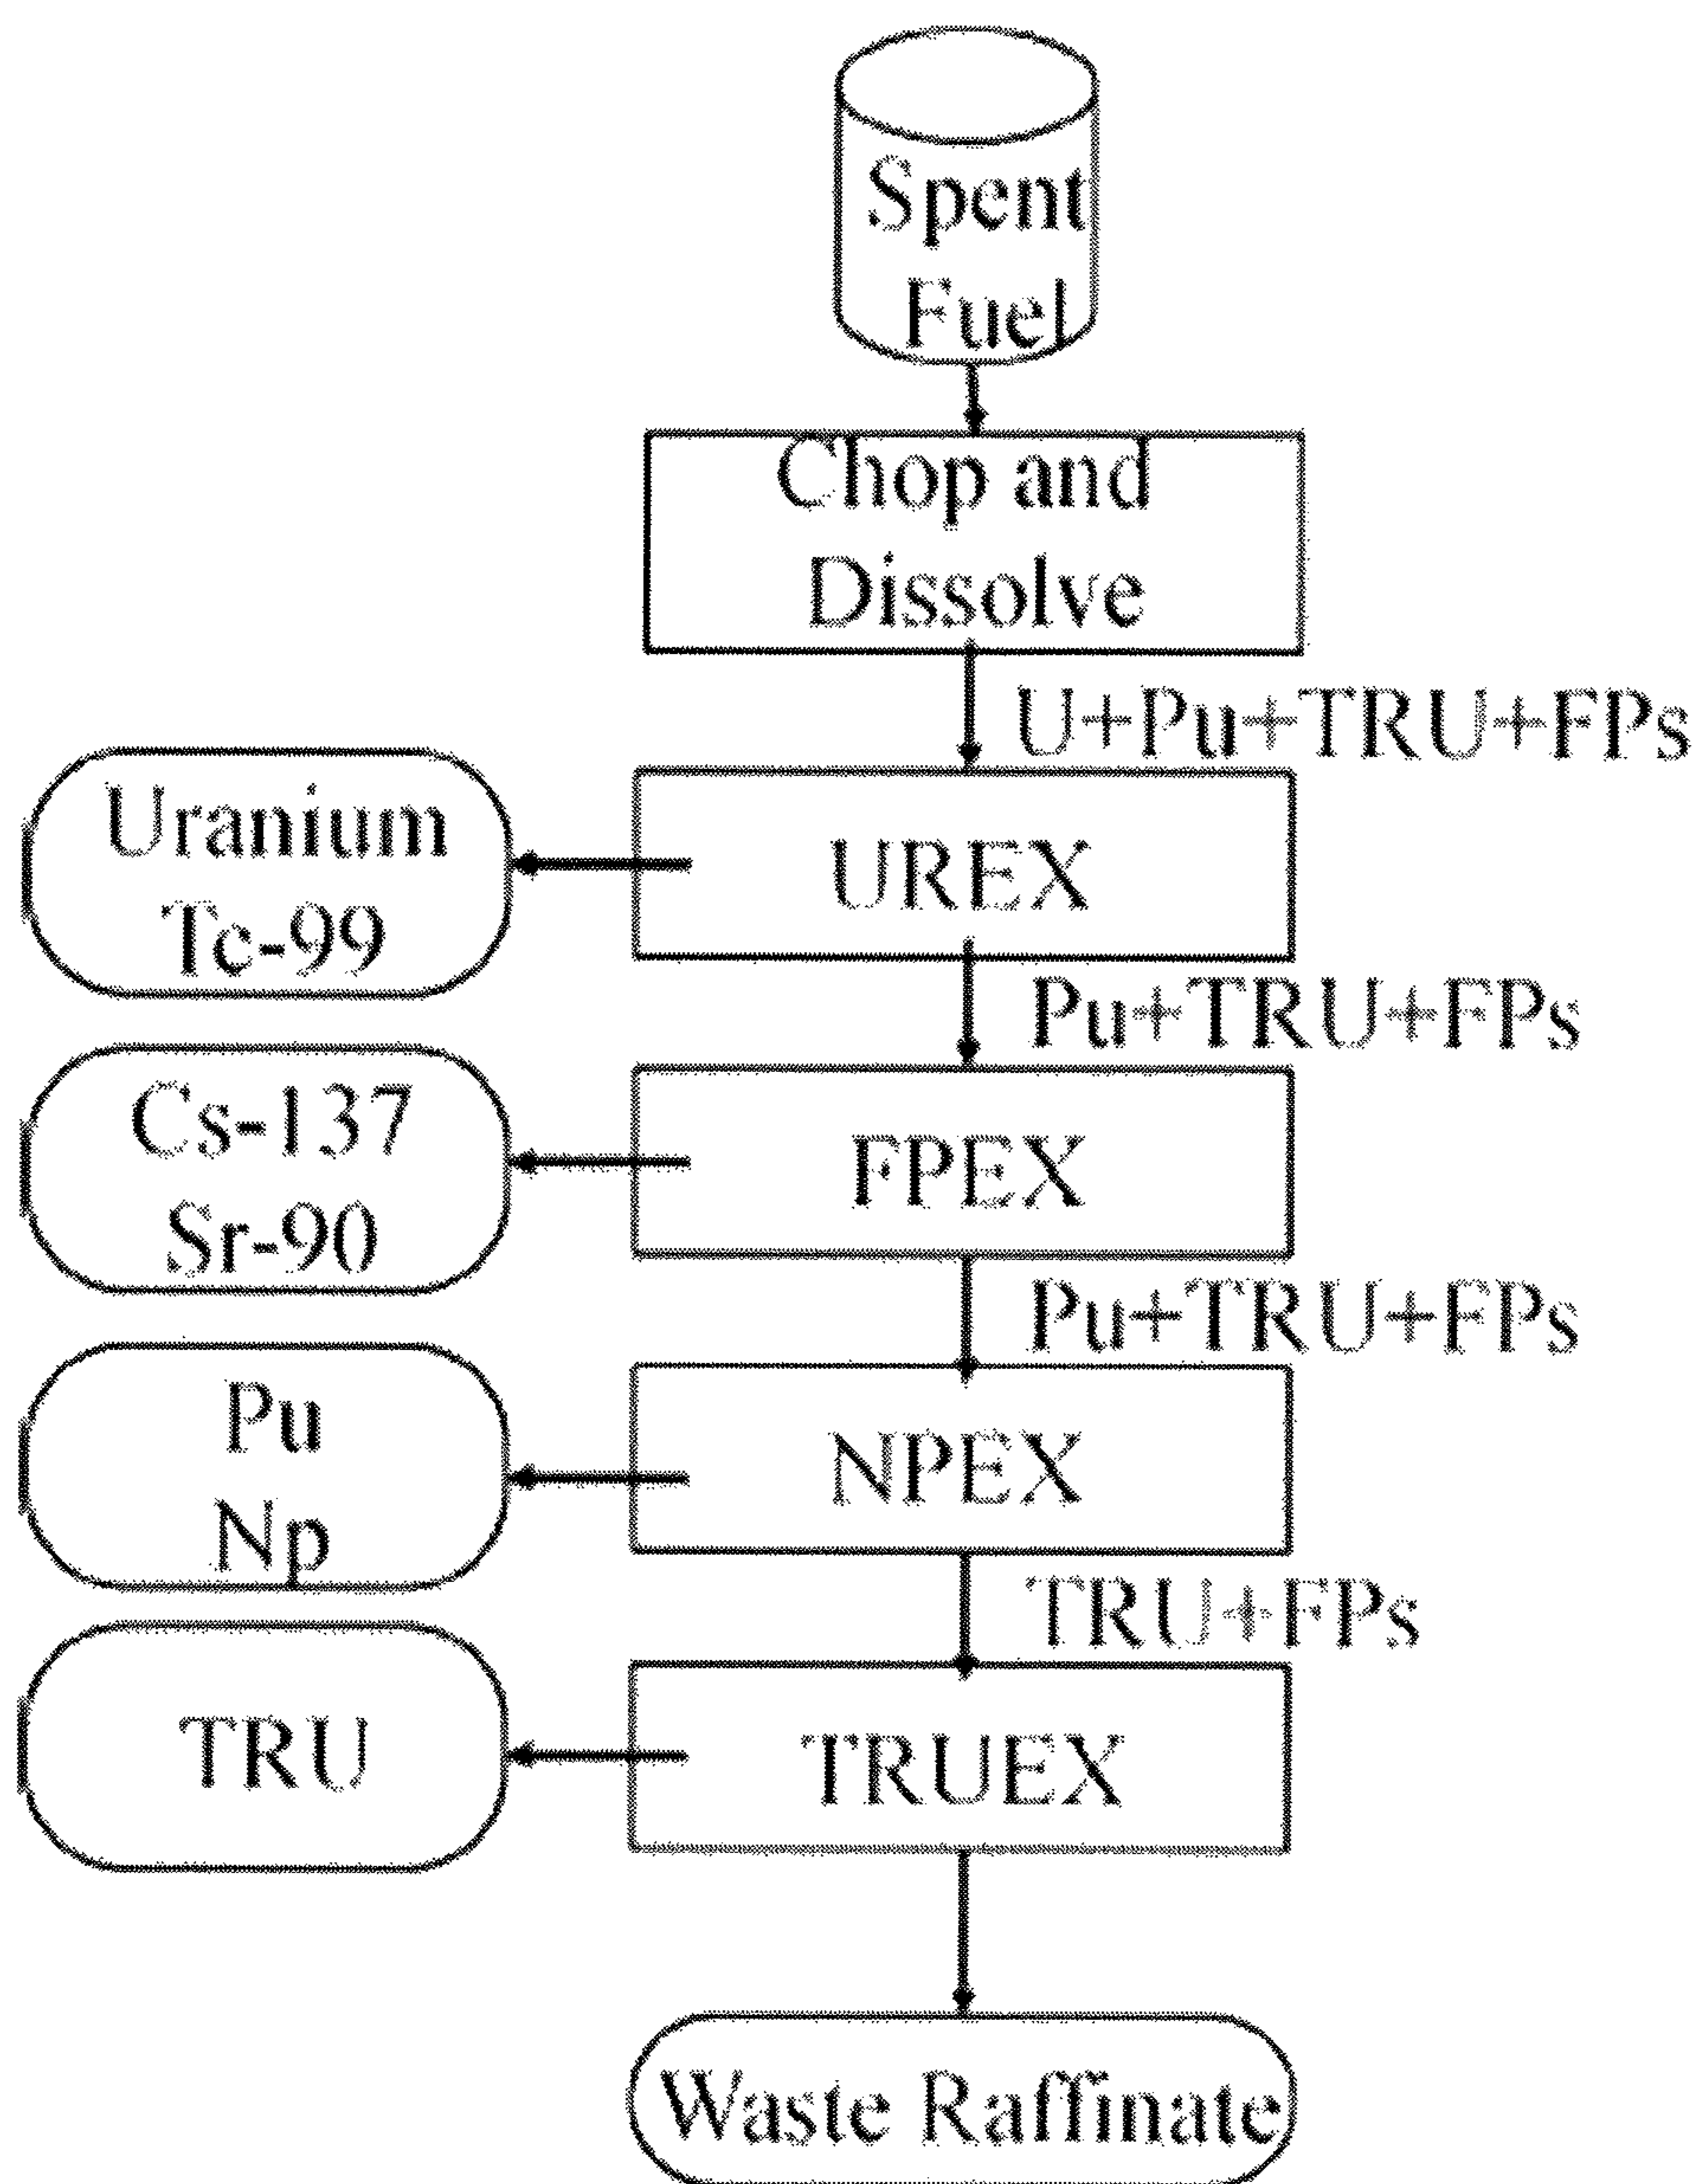 Spent
Fuel
Chop and
Dissolve
U+Pu+TRU+FPs
Uranium
Tc-99
UREX
Pu+TRU+FPs
Cs-137
Sr-90
FPEX
Pu+TRU+FPs
Pu
Np
NPEX
TRU+FPs
TRU
TRUEX
Waste Raffinate